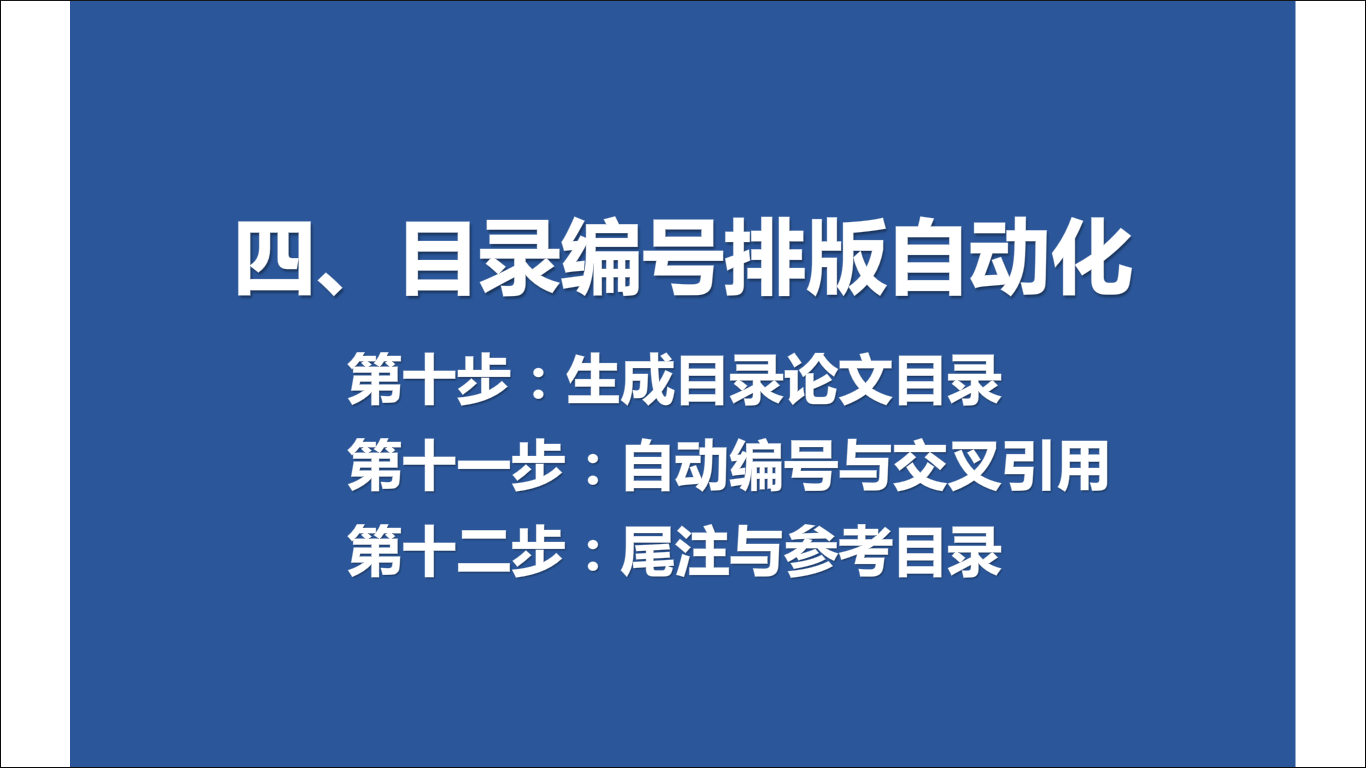 四、目录编号排版自动化
第十步：生成目录论文目录
第十一步：自动编号与交叉引用
第十二步：尾注与参考目录